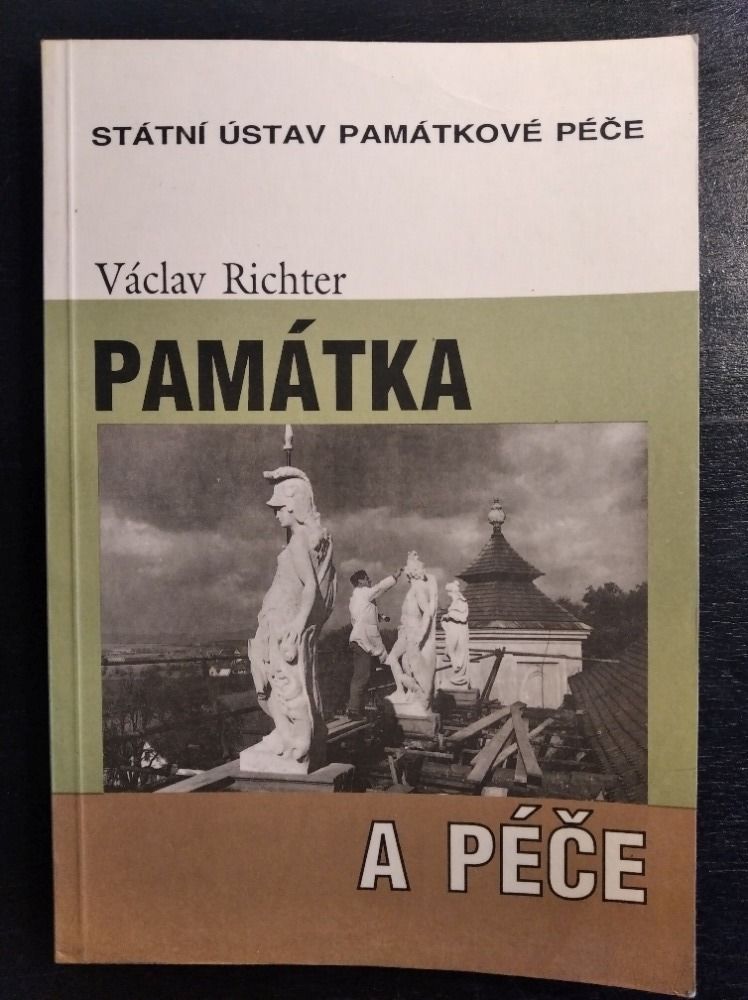 STÁTNÍ ÚSTAV PAMÁTKOVÉ PÉČE
Václav Richter
PAMÁTKA
A PÉČE